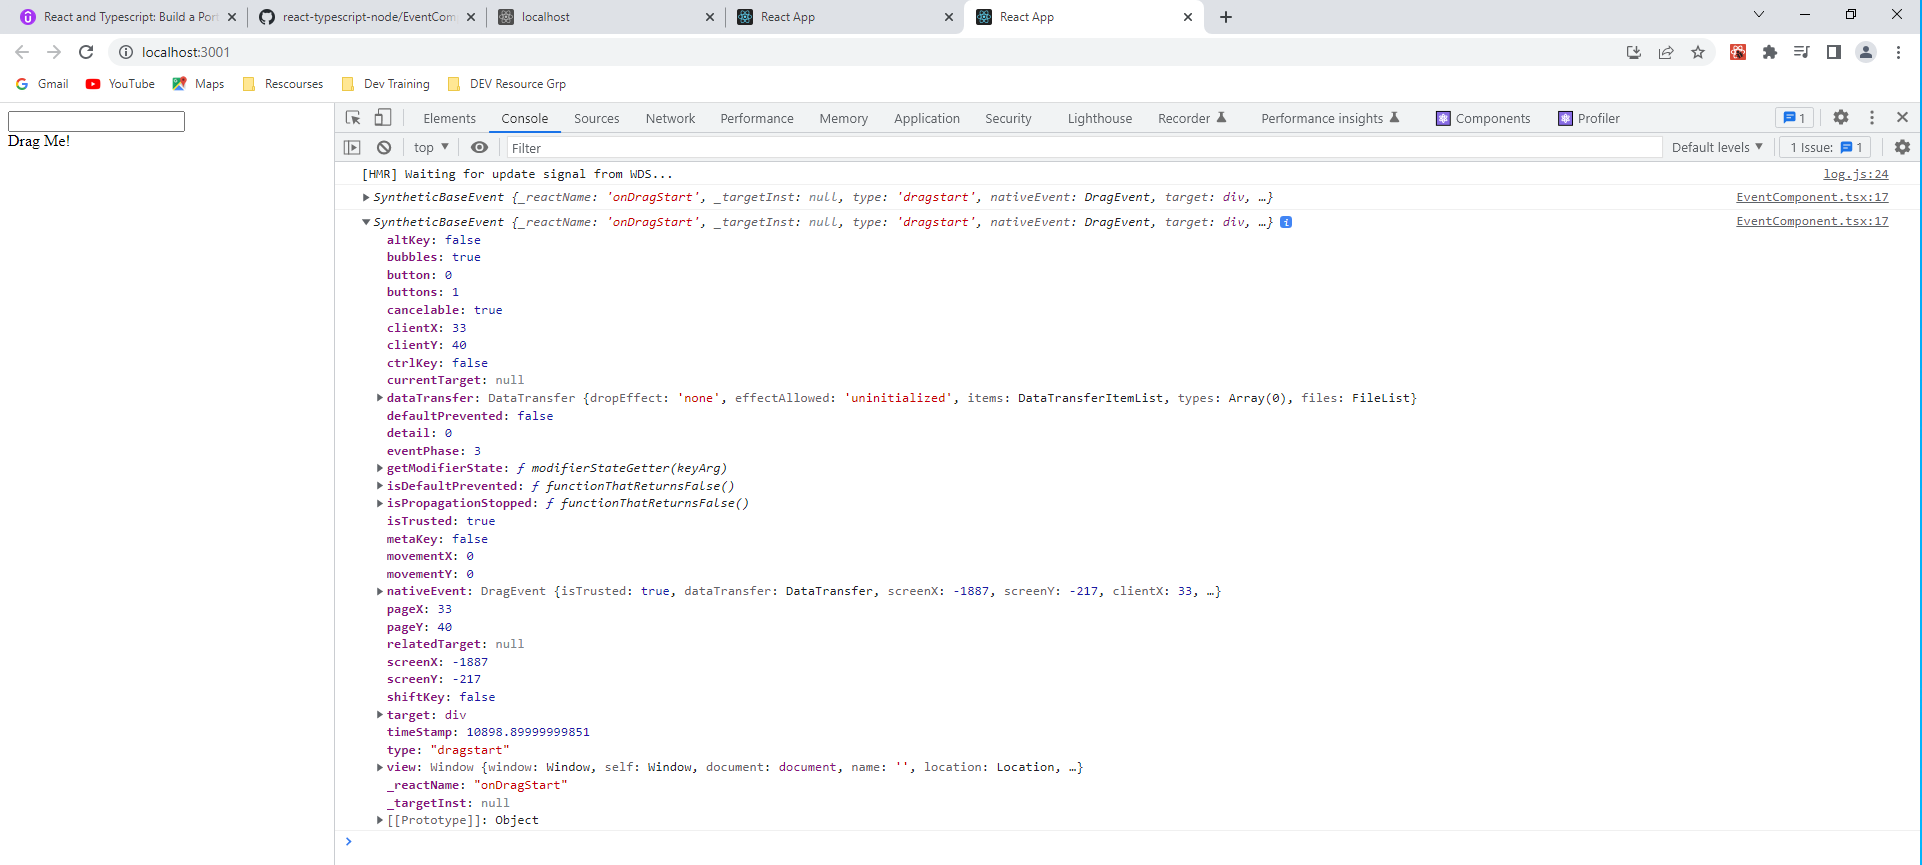 React and Typescript: Build a Port
react-typescript-node/EventComp
localhost
React App
React App
localhost:3001
Gmail YouTube Maps Rescourses Dev Training DEV Resource Grp
Drag Me!
Elements Console Sources Network Performance Memory Application Security Lighthouse Recorder Performance insights Components Profiler 1
top Filter Default levels 1 Issue: 1
[HMR] Waiting for update signal from WDS... log.js:24
SyntheticBaseEvent {_reactName: 'onDragStart', _targetInst: null, type: 'dragstart', nativeEvent: DragEvent, target: div, …} EventComponent.tsx:17
SyntheticBaseEvent {_reactName: 'onDragStart', _targetInst: null, type: 'dragstart', nativeEvent: DragEvent, target: div, …} i EventComponent.tsx:17
altKey: false
bubbles: true
button: 0
buttons: 1
cancelable: true
clientX: 33
clientY: 40
ctrlKey: false
currentTarget: null
dataTransfer: DataTransfer {dropEffect: 'none', effectAllowed: 'uninitialized', items: DataTransferItemList, types: Array(0), files: FileList}
defaultPrevented: false
detail: 0
eventPhase: 3
getModifierState: ƒ modifierStateGetter(keyArg)
isDefaultPrevented: ƒ functionThatReturnsFalse()
isPropagationStopped: ƒ functionThatReturnsFalse()
isTrusted: true
metaKey: false
movementX: 0
movementY: 0
nativeEvent: DragEvent {isTrusted: true, dataTransfer: DataTransfer, screenX: -1887, screenY: -217, clientX: 33, …}
pageX: 33
pageY: 40
relatedTarget: null
screenX: -1887
screenY: -217
shiftKey: false
target: div
timeStamp: 10898.89999999851
type: "dragstart"
view: Window {window: Window, self: Window, document: document, name: '', location: Location, …}
_reactName: "onDragStart"
_targetInst: null
[[Prototype]]: Object